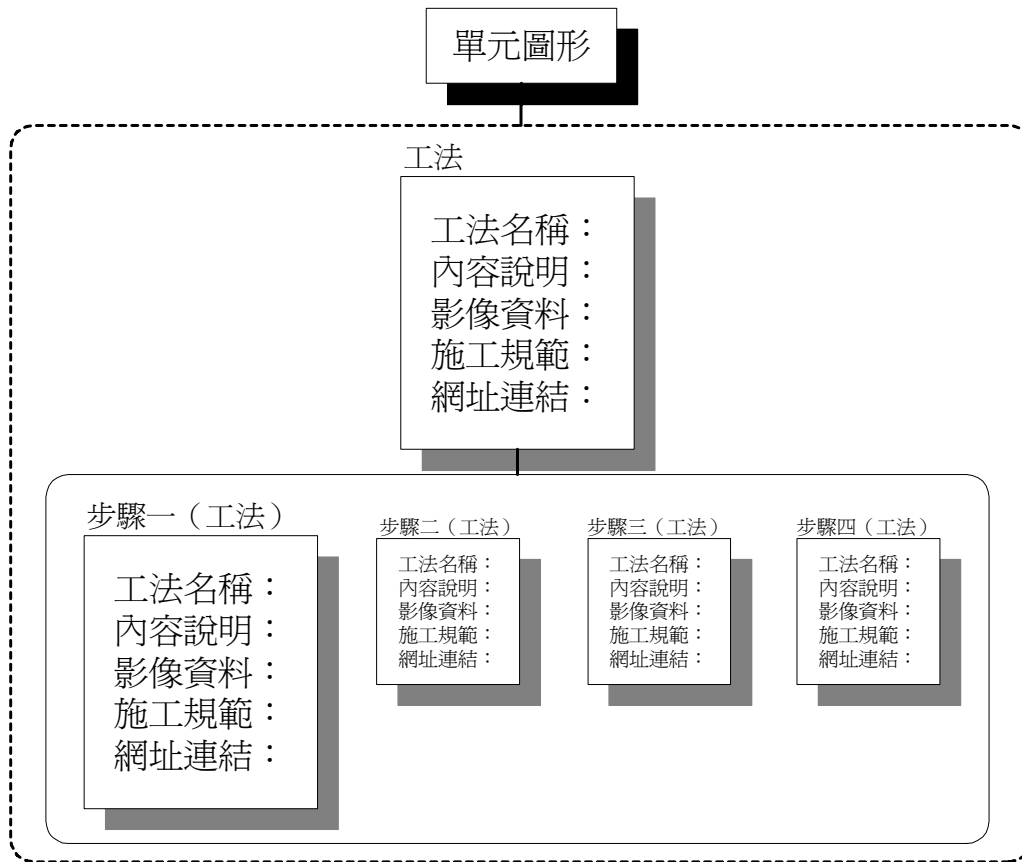 單元圖形
工法
工法名稱：
內容說明：
影像資料：
施工規範：
網址連結：
步驟一（工法）
工法名稱：
內容說明：
影像資料：
施工規範：
網址連結：
步驟二（工法）
工法名稱：
內容說明：
影像資料：
施工規範：
網址連結：
步驟三（工法）
工法名稱：
內容說明：
影像資料：
施工規範：
網址連結：
步驟四（工法）
工法名稱：
內容說明：
影像資料：
施工規範：
網址連結：